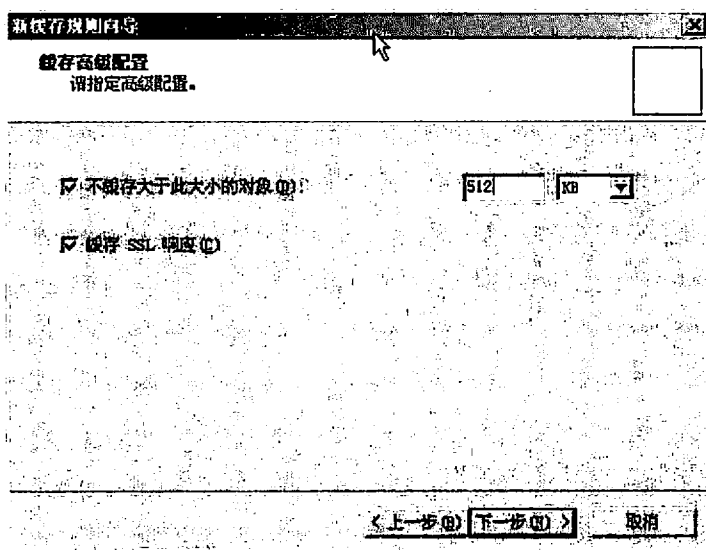 新缓存规则向导
缓存高级配置
请指定高级配置。
不缓存大于此大小的对象(D): 512 KB
缓存 SSL 响应(C)
< 上一步(B) 下一步(N) > 取消